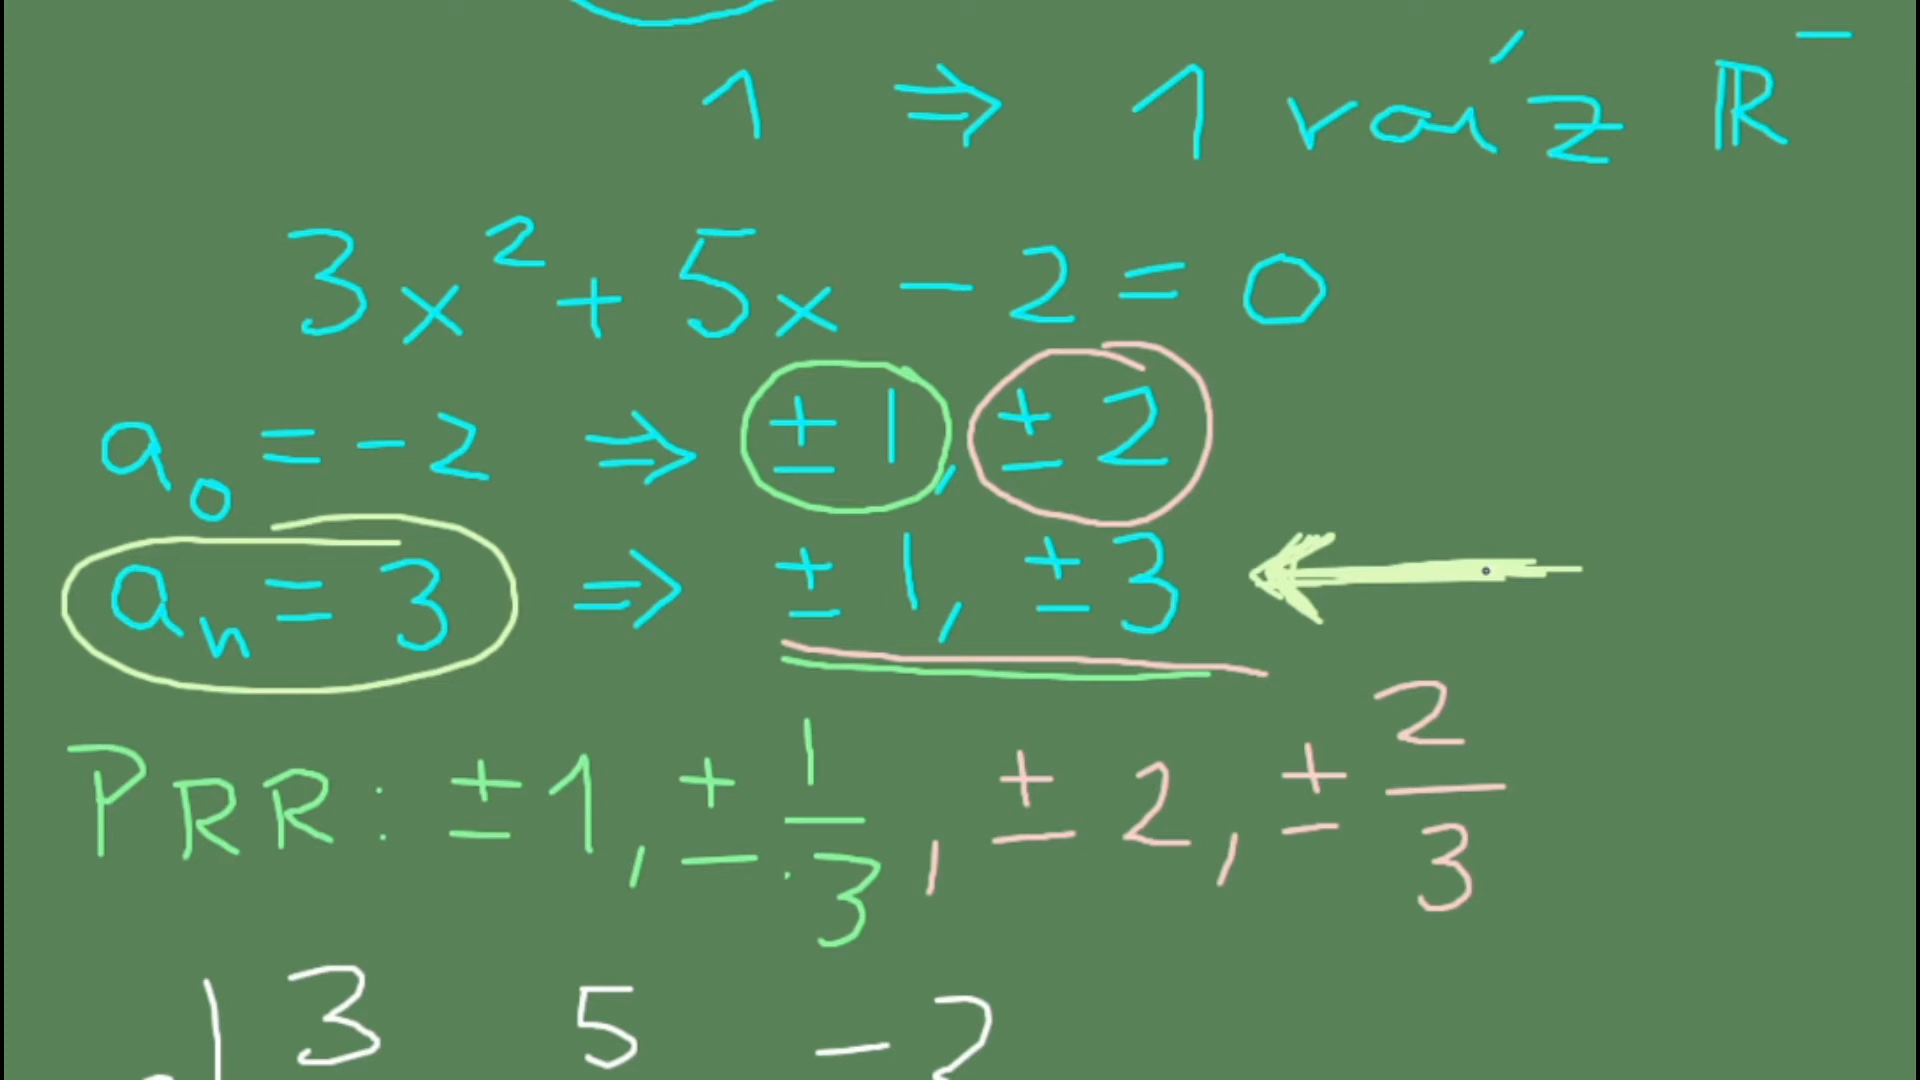 1 ⇒ 1 raíz ℝ⁻
3x² + 5x - 2 = 0
a₀ = -2 ⇒ ±1, ±2
aₙ = 3 ⇒ ±1, ±3
PRR: ±1, ±1/3, ±2, ±2/3
3 5 -2